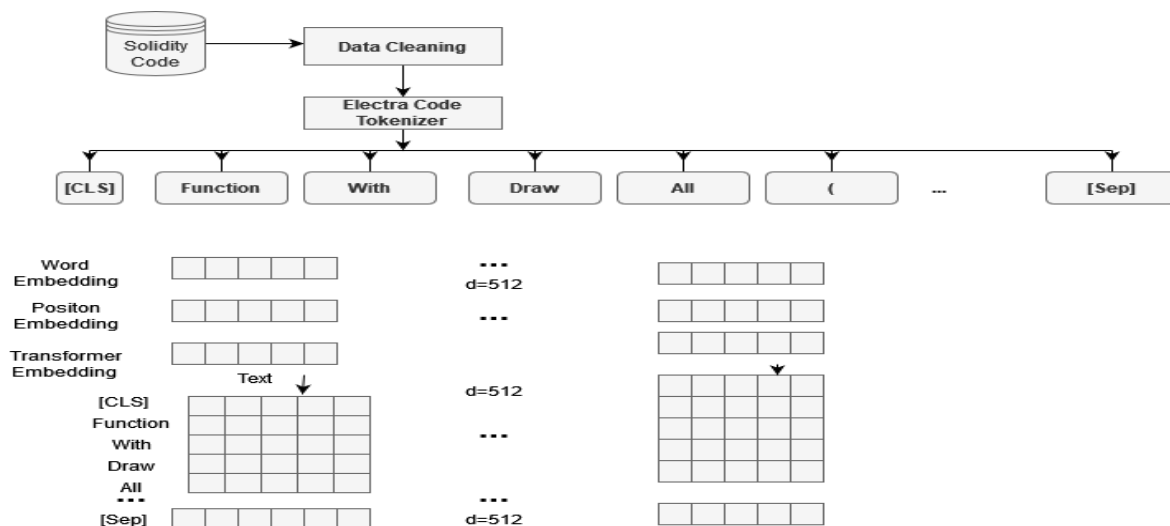 Solidity
Code
Data Cleaning
Electra Code
Tokenizer
[CLS]
Function
With
Draw
All
(
...
[Sep]
Word
Embedding
...
d=512
Positon
Embedding
...
Transformer
Embedding
Text
d=512
[CLS]
Function
With
...
Draw
All
...
...
[Sep]
d=512